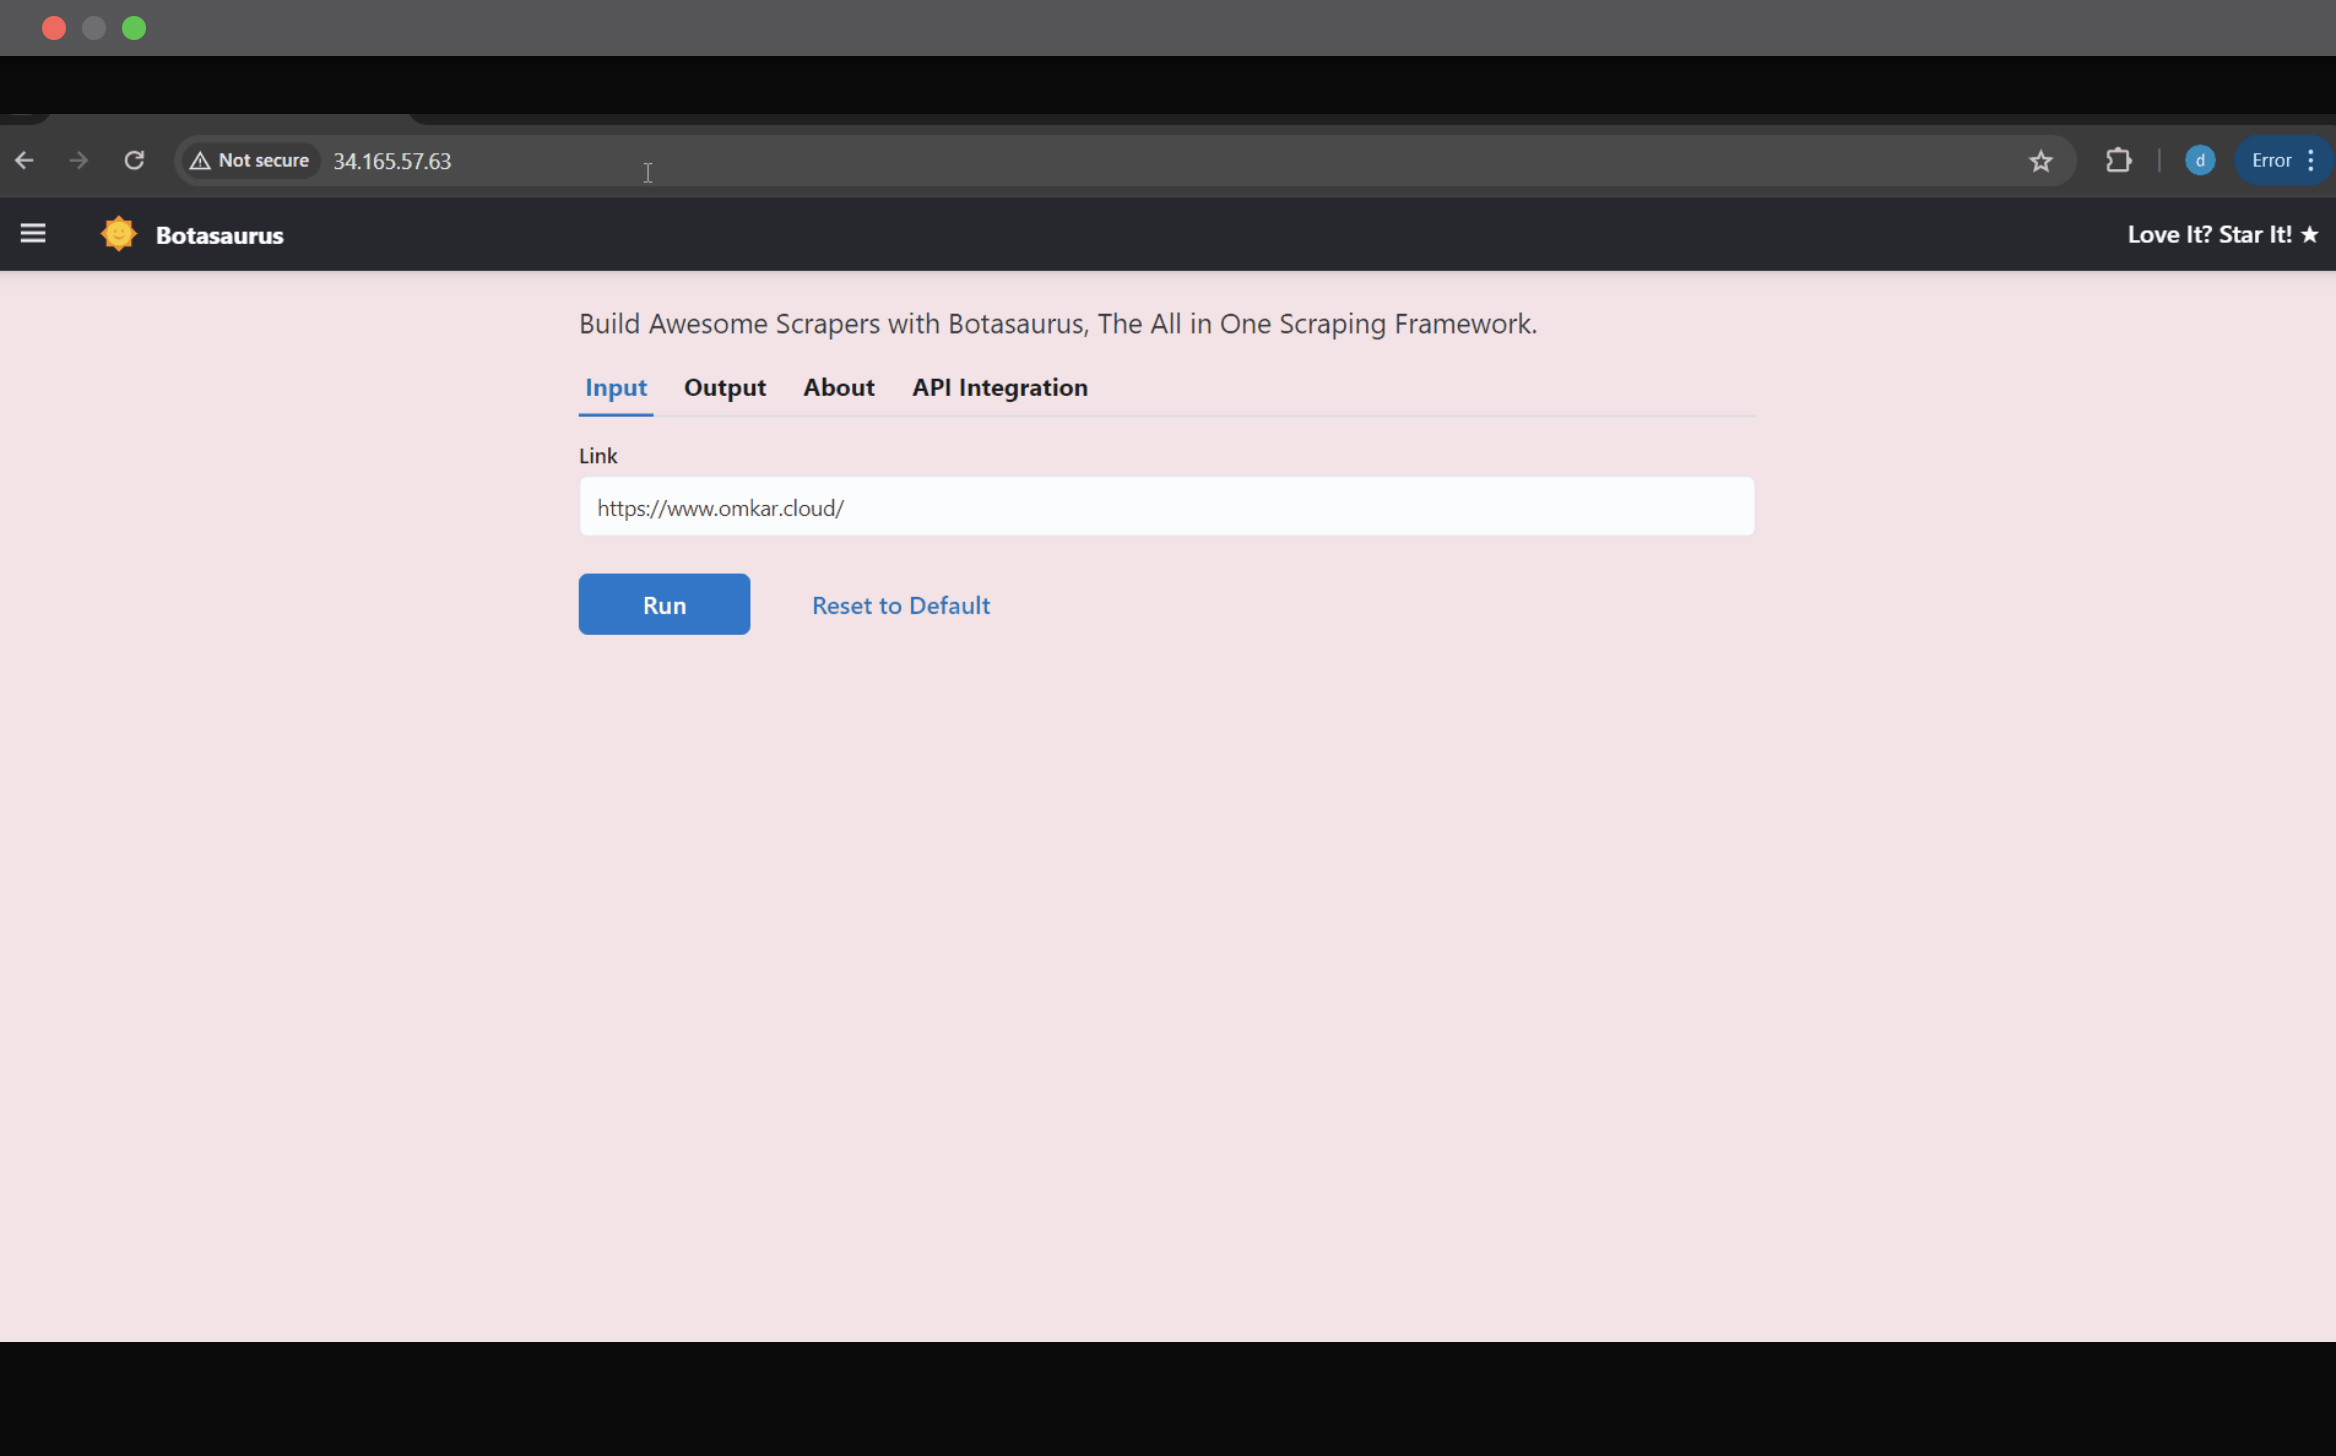 Not secure 34.165.57.63 d Error
Botasaurus Love It? Star It! ★
Build Awesome Scrapers with Botasaurus, The All in One Scraping Framework.
Input Output About API Integration
Link
https://www.omkar.cloud/
Run Reset to Default